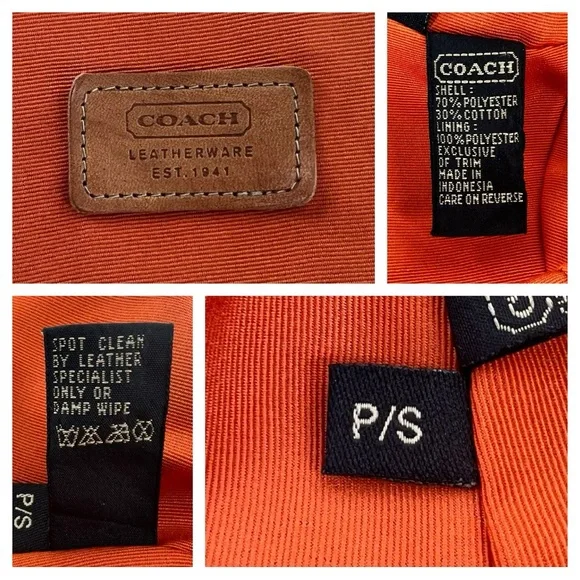 COACH
LEATHERWARE
EST. 1941
COACH
SHELL:
70% POLYESTER
30% COTTON
LINING:
100% POLYESTER
EXCLUSIVE
OF TRIM
MADE IN
INDONESIA
CARE ON REVERSE
SPOT CLEAN
BY LEATHER
SPECIALIST
ONLY OR
DAMP WIPE
P/S
P/S